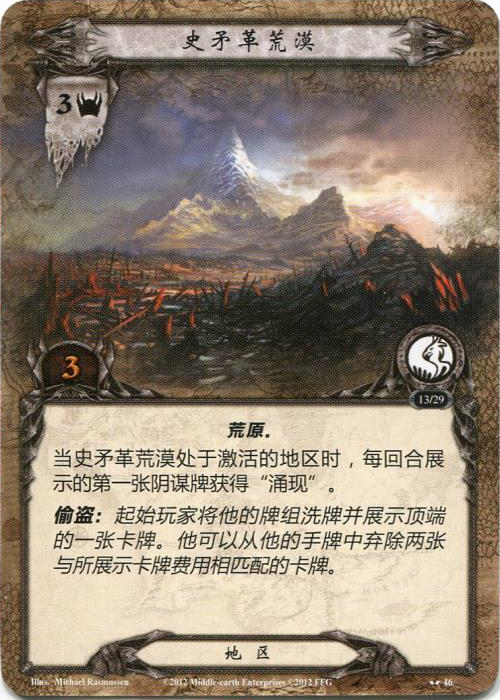 史矛革荒漠
3
3
13/29
荒原。
当史矛革荒漠处于激活的地区时，每回合展
示的第一张阴谋牌获得“涌现”。
偷盗：起始玩家将他的牌组洗牌并展示顶端
的一张卡牌。他可以从他的手牌中弃除两张
与所展示卡牌费用相匹配的卡牌。
地区
Illus. Michael Rasmussen ©2012 Middle-earth Enterprises ©2012 FFG 46